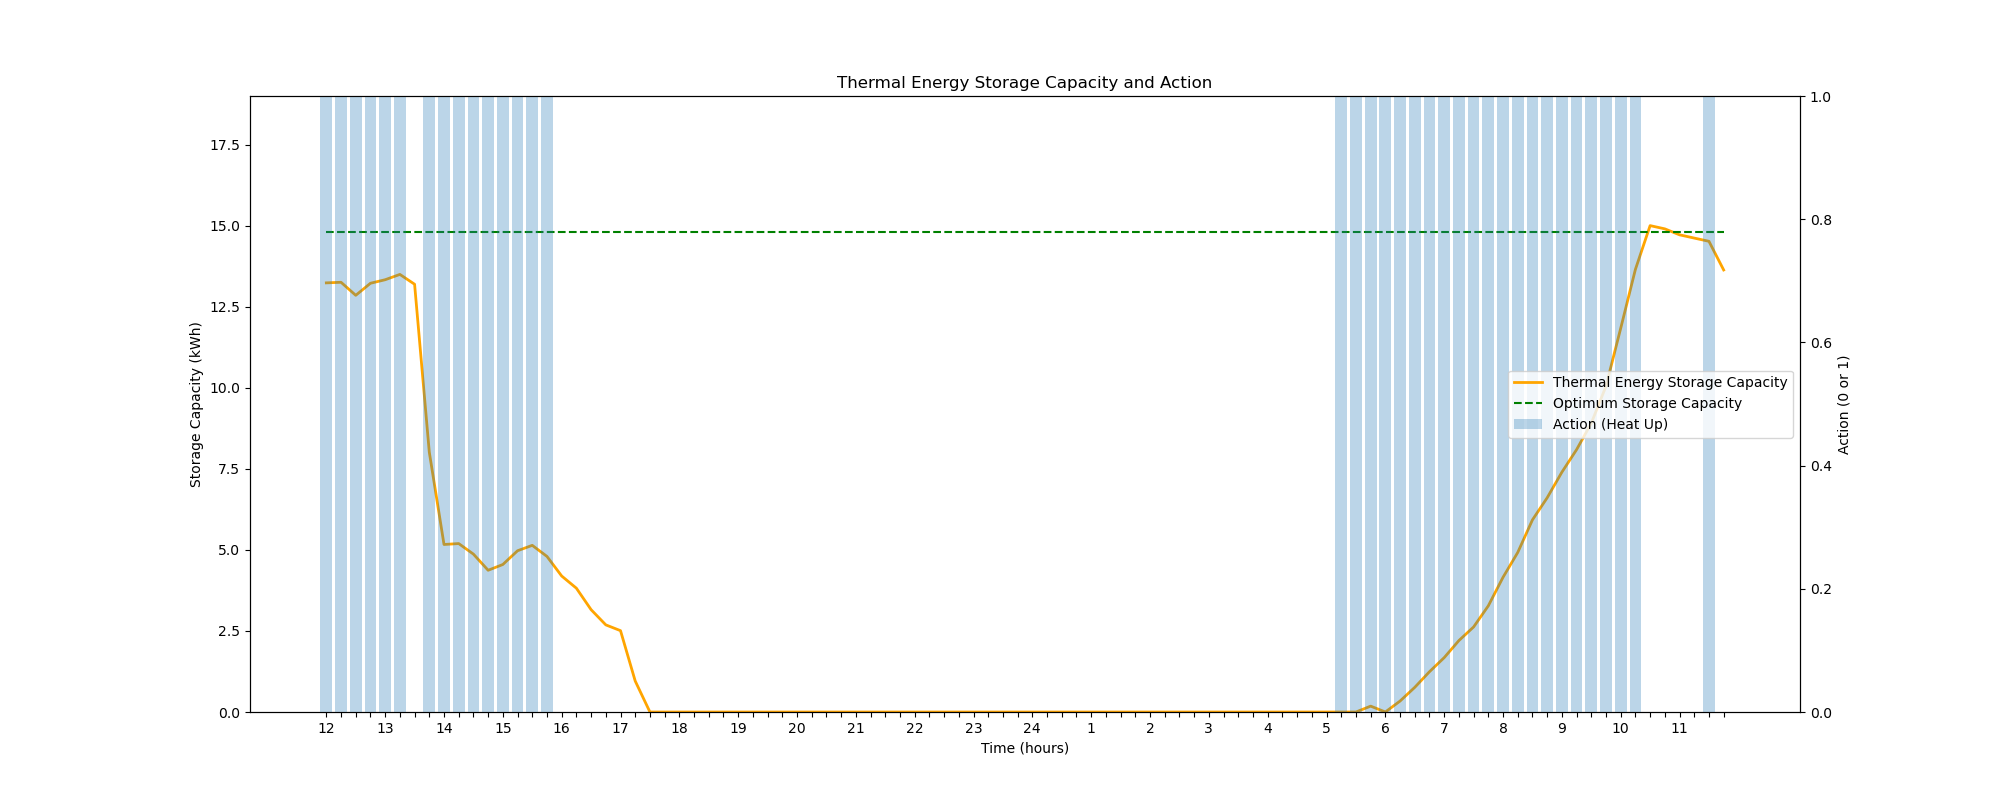 Thermal Energy Storage Capacity and Action
Storage Capacity (kWh)
17.5
15.0
12.5
10.0
7.5
5.0
2.5
0.0
1.0
0.8
0.6
0.4
0.2
0.0
Action (0 or 1)
Thermal Energy Storage Capacity
Optimum Storage Capacity
Action (Heat Up)
12 13 14 15 16 17 18 19 20 21 22 23 24 1 2 3 4 5 6 7 8 9 10 11
Time (hours)